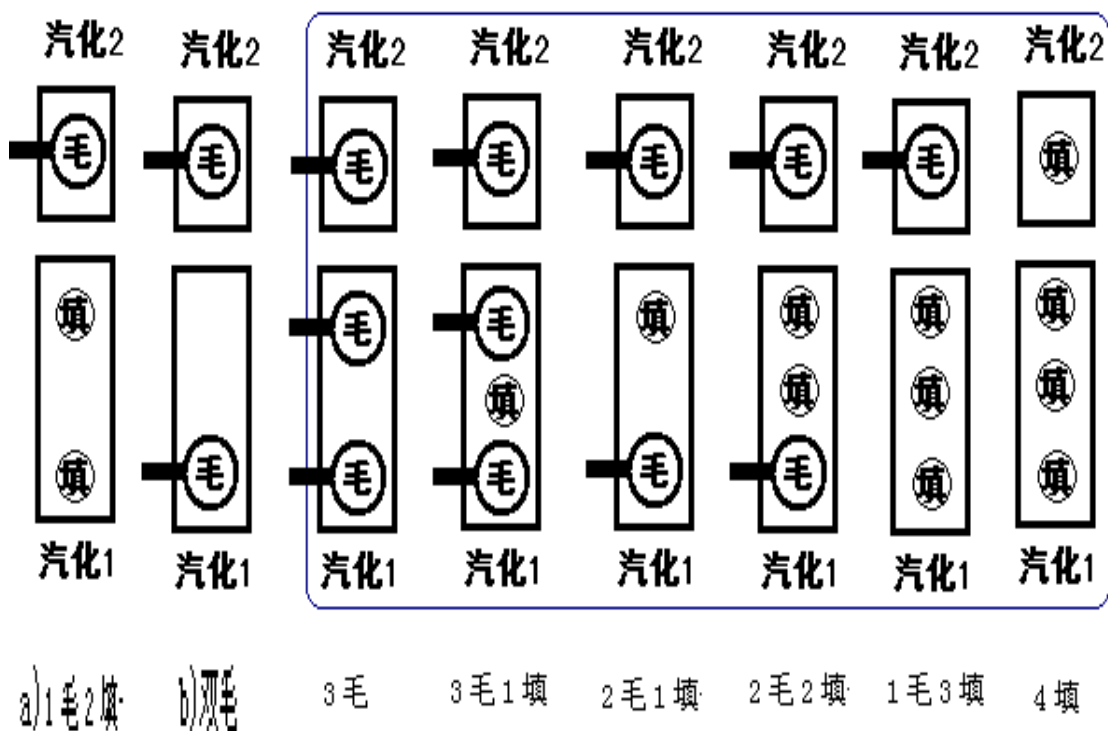 汽化2 汽化2 汽化2 汽化2 汽化2 汽化2 汽化2 汽化2
毛 毛 毛 毛 毛 毛 毛 填
填 毛 毛 填 填 填 填
填 填 填 填
填 毛 毛 毛 毛 毛 填 填
汽化1 汽化1 汽化1 汽化1 汽化1 汽化1 汽化1 汽化1
a)1毛2填 b)双毛 3毛 3毛1填 2毛1填 2毛2填 1毛3填 4填